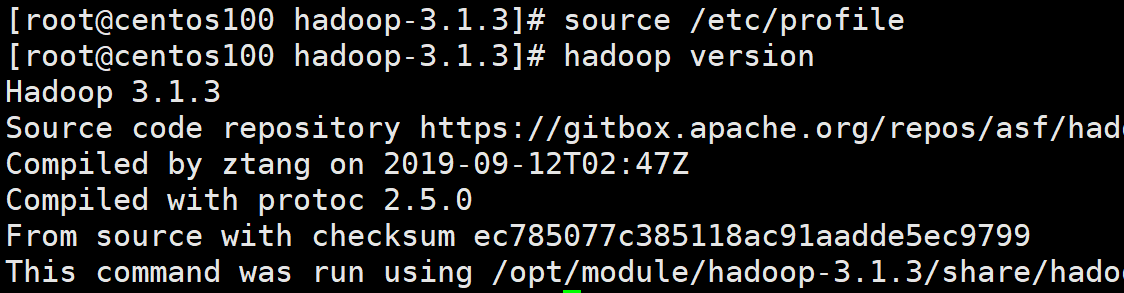 [root@centos100 hadoop-3.1.3]# source /etc/profile
[root@centos100 hadoop-3.1.3]# hadoop version
Hadoop 3.1.3
Source code repository https://gitbox.apache.org/repos/asf/had
Compiled by ztang on 2019-09-12T02:47Z
Compiled with protoc 2.5.0
From source with checksum ec785077c385118ac91aadde5ec9799
This command was run using /opt/module/hadoop-3.1.3/share/hado